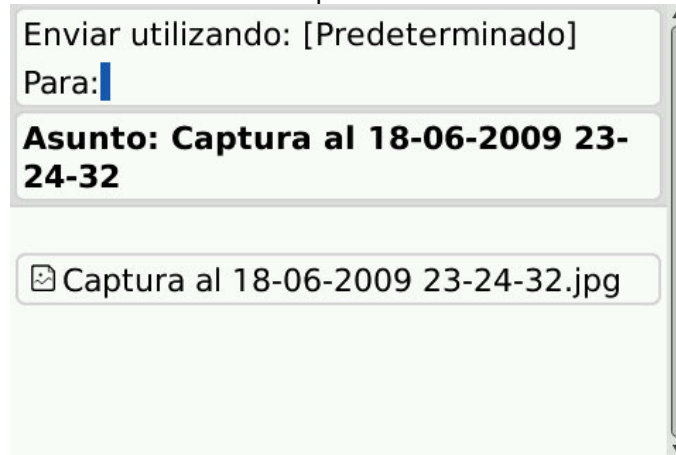 Enviar utilizando: [Predeterminado]
Para:
Asunto: Captura al 18-06-2009 23-
24-32
Captura al 18-06-2009 23-24-32.jpg